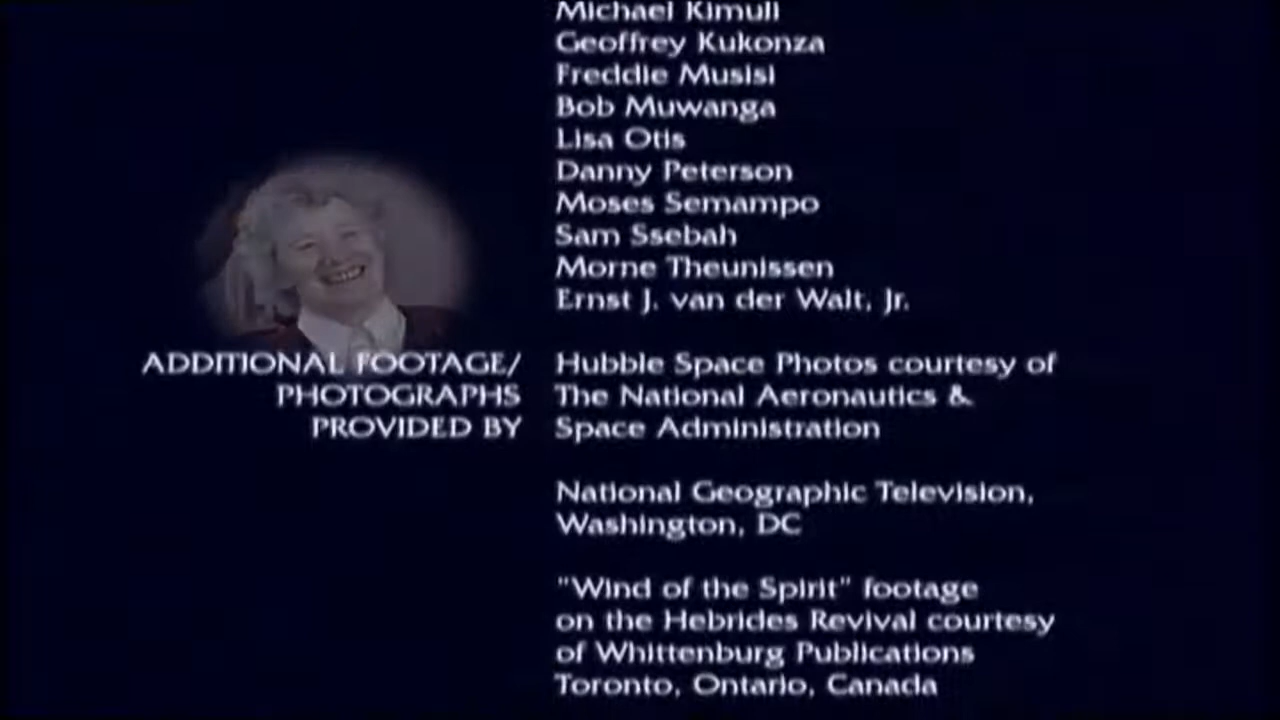 Michael Kimuli
Geoffrey Kukonza
Freddie Musisi
Bob Muwanga
Lisa Otis
Danny Peterson
Moses Semampo
Sam Ssebah
Morne Theunissen
Ernst J. van der Walt, Jr.
ADDITIONAL FOOTAGE/
PHOTOGRAPHS
PROVIDED BY
Hubble Space Photos courtesy of
The National Aeronautics &
Space Administration
National Geographic Television,
Washington, DC
"Wind of the Spirit" footage
on the Hebrides Revival courtesy
of Whittenburg Publications
Toronto, Ontario, Canada